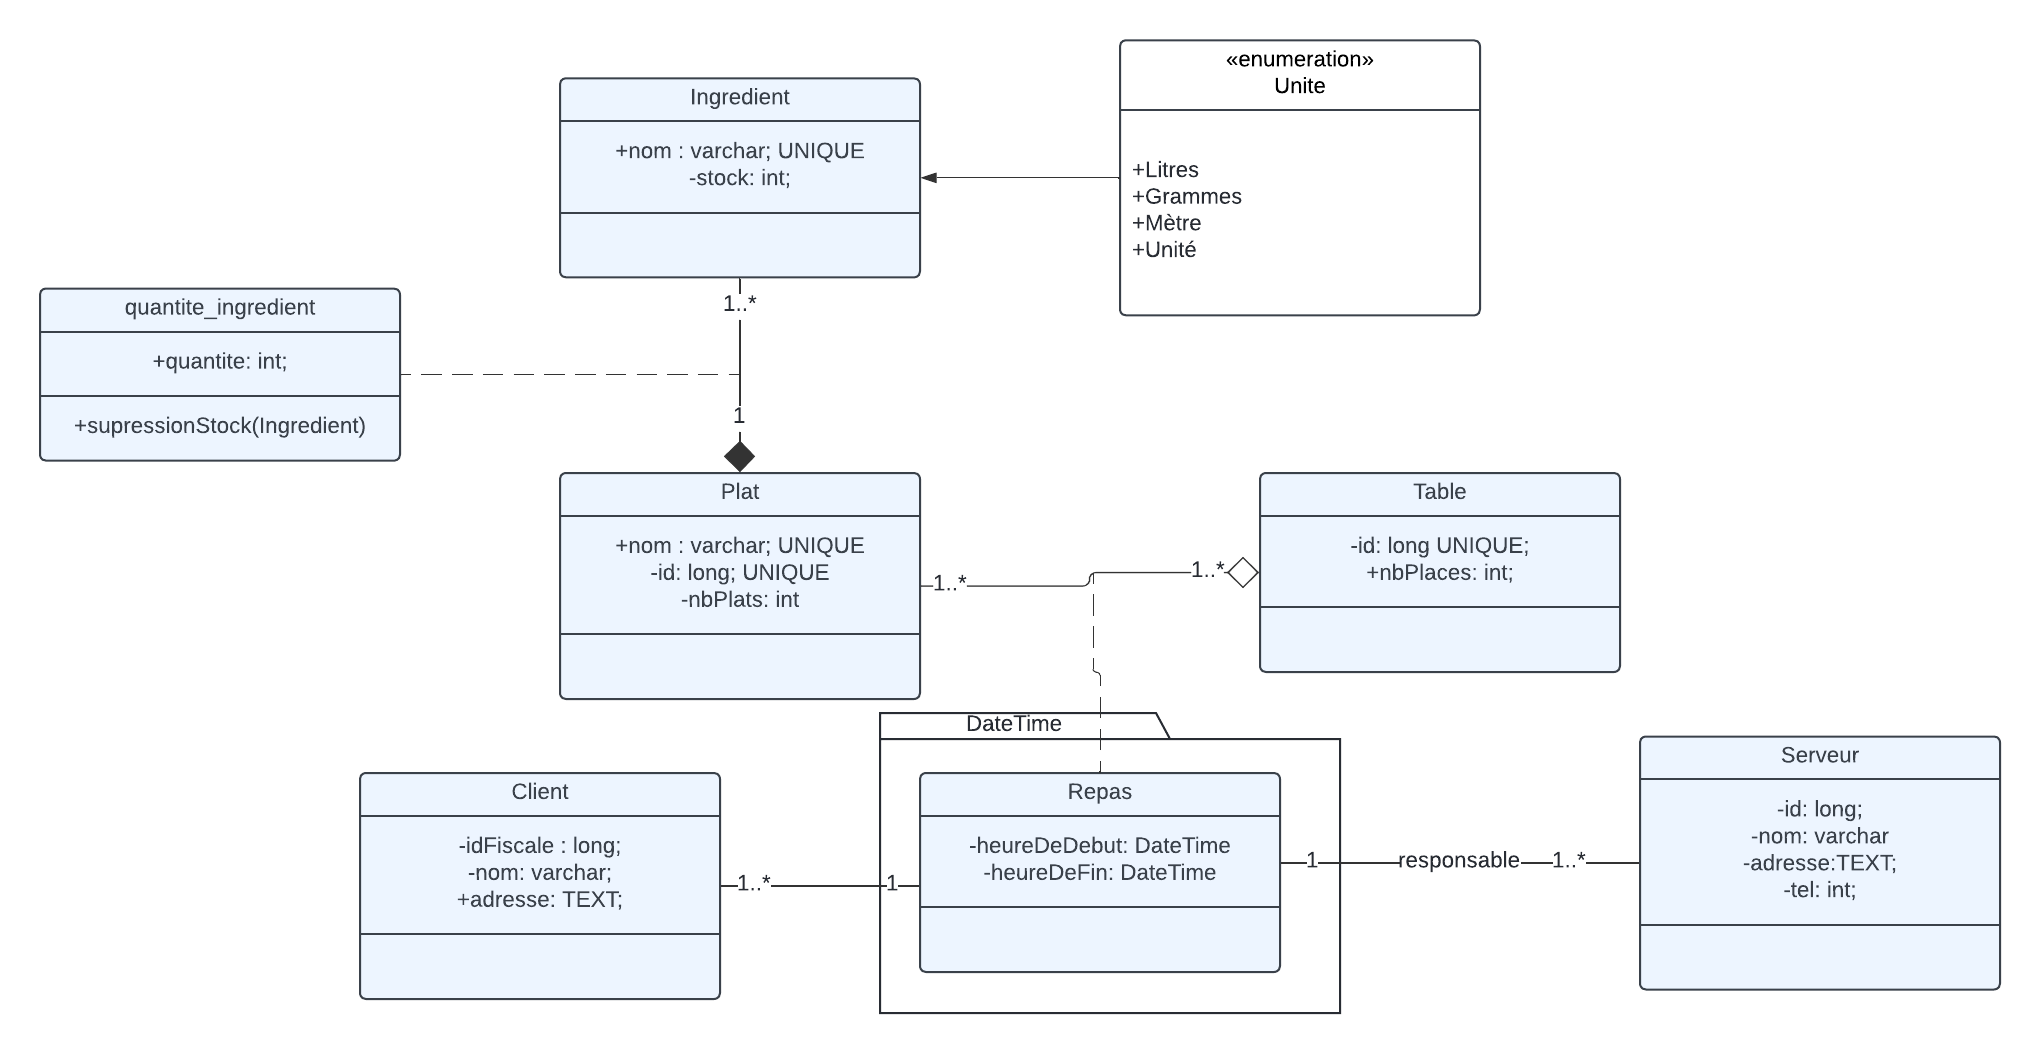 «enumeration»
Unite
+Litres
+Grammes
+Mètre
+Unité
Ingredient
+nom : varchar; UNIQUE
-stock: int;
1..*
1
quantite_ingredient
+quantite: int;
+supressionStock(Ingredient)
Plat
+nom : varchar; UNIQUE
-id: long; UNIQUE
-nbPlats: int
1..*
1..*
Table
-id: long UNIQUE;
+nbPlaces: int;
DateTime
Client
-idFiscale : long;
-nom: varchar;
+adresse: TEXT;
1..*
1
Repas
-heureDeDebut: DateTime
-heureDeFin: DateTime
1
responsable
1..*
Serveur
-id: long;
-nom: varchar
-adresse:TEXT;
-tel: int;